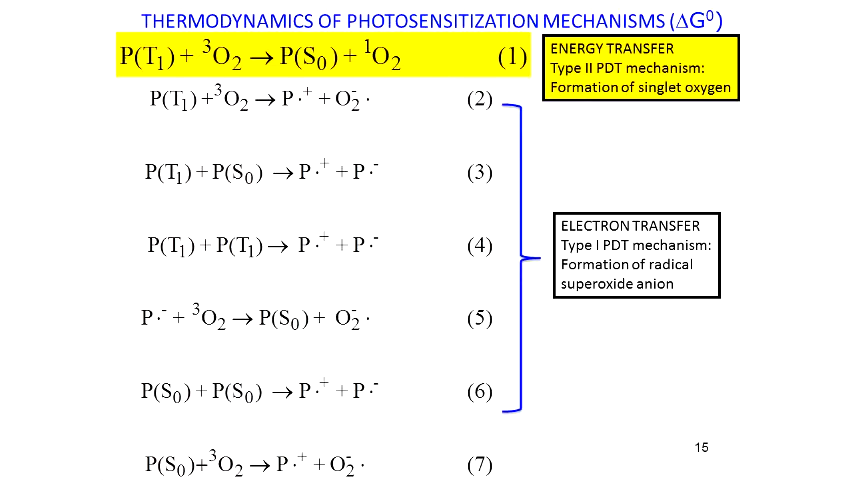 THERMODYNAMICS OF PHOTOSENSITIZATION MECHANISMS (ΔG⁰)
P(T₁) + ³O₂ → P(S₀) + ¹O₂ (1)
ENERGY TRANSFER
Type II PDT mechanism:
Formation of singlet oxygen
P(T₁) +³O₂ → P·⁺ + O₂⁻· (2)
P(T₁) + P(S₀) → P·⁺ + P·⁻ (3)
P(T₁) + P(T₁) → P·⁺ + P·⁻ (4)
ELECTRON TRANSFER
Type I PDT mechanism:
Formation of radical
superoxide anion
P·⁻ + ³O₂ → P(S₀) + O₂⁻· (5)
P(S₀) + P(S₀) → P·⁺ + P·⁻ (6)
15
P(S₀)+³O₂ → P·⁺ + O₂⁻· (7)